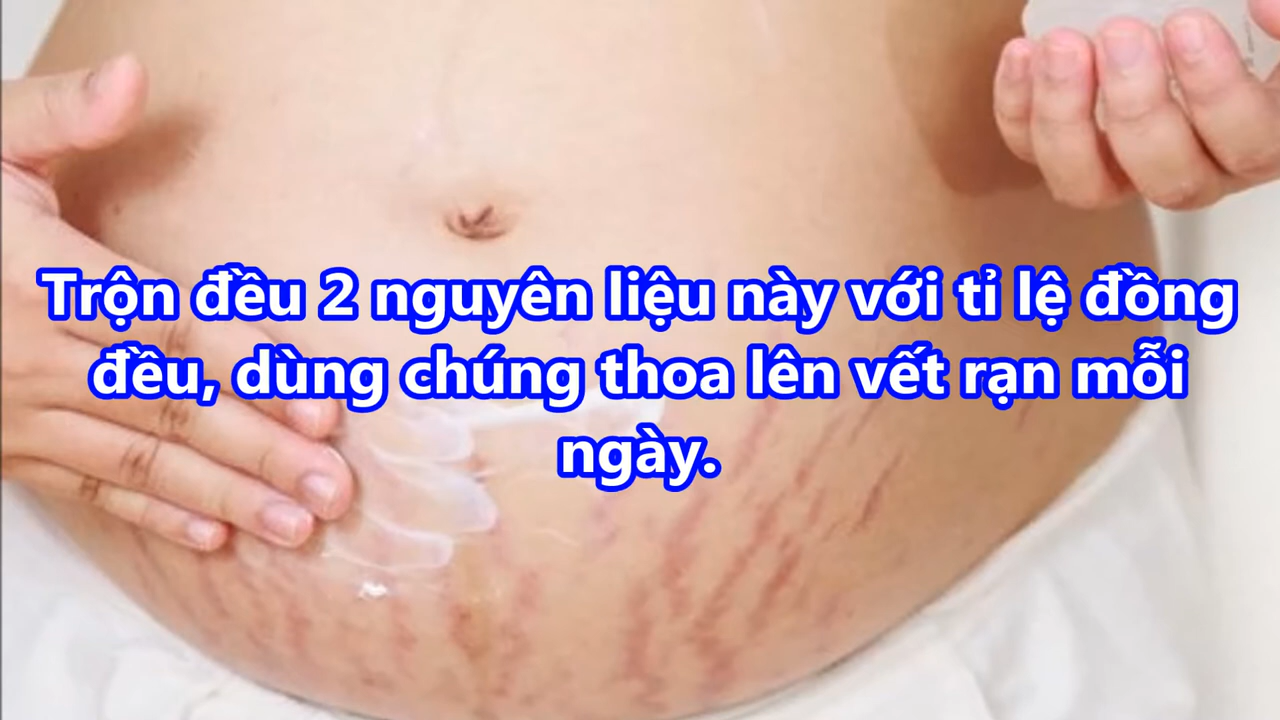 Trộn đều 2 nguyên liệu này với tỉ lệ đồng
đều, dùng chúng thoa lên vết rạn mỗi
ngày.